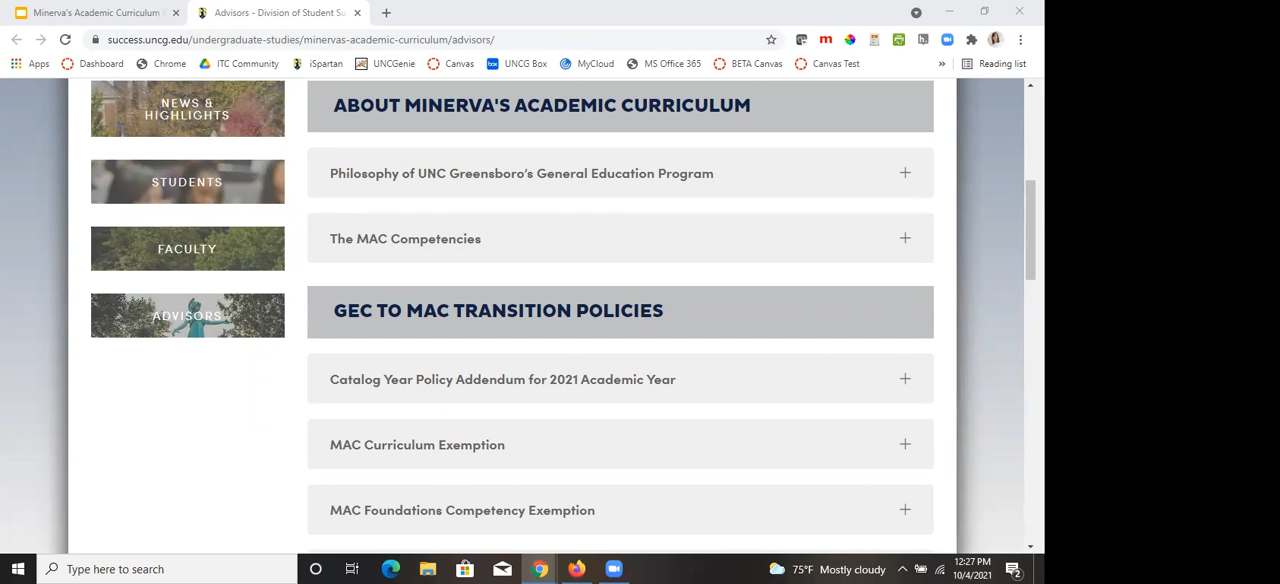 Minerva's Academic Curriculum
Advisors - Division of Student Su
success.uncg.edu/undergraduate-studies/minervas-academic-curriculum/advisors/
Apps
Dashboard
Chrome
ITC Community
iSpartan
UNCGenie
Canvas
box
UNCG Box
MyCloud
MS Office 365
BETA Canvas
Canvas Test
»
Reading list
NEWS &
HIGHLIGHTS
STUDENTS
FACULTY
ADVISORS
ABOUT MINERVA'S ACADEMIC CURRICULUM
Philosophy of UNC Greensboro's General Education Program
The MAC Competencies
GEC TO MAC TRANSITION POLICIES
Catalog Year Policy Addendum for 2021 Academic Year
MAC Curriculum Exemption
MAC Foundations Competency Exemption
Type here to search
75°F Mostly cloudy
12:27 PM
10/4/2021
2